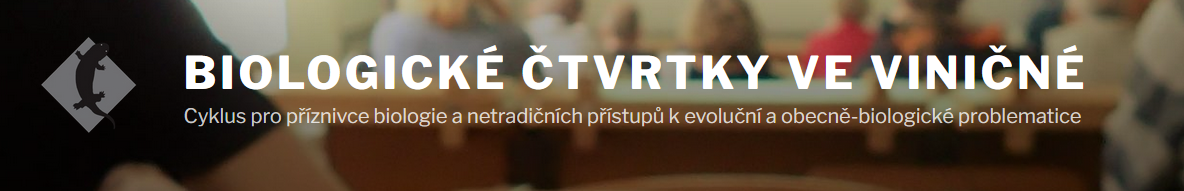 BIOLOGICKÉ ČTVRTKY VE VINIČNÉ
Cyklus pro příznivce biologie a netradičních přístupů k evoluční a obecně-biologické problematice